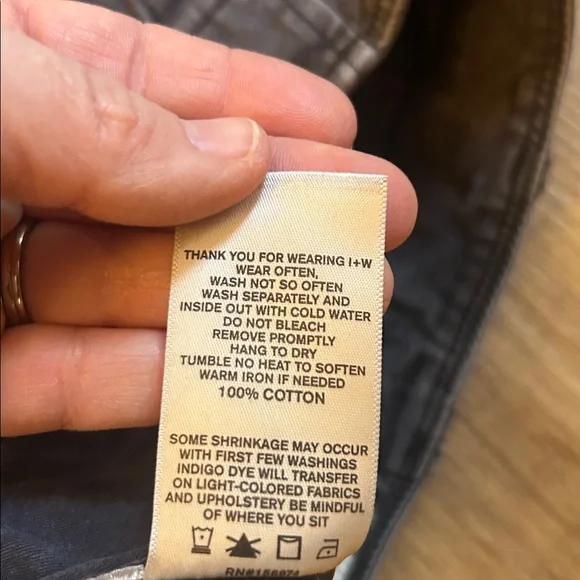 THANK YOU FOR WEARING I+W
WEAR OFTEN,
WASH NOT SO OFTEN
WASH SEPARATELY AND
INSIDE OUT WITH COLD WATER
DO NOT BLEACH
REMOVE PROMPTLY
HANG TO DRY
TUMBLE NO HEAT TO SOFTEN
WARM IRON IF NEEDED
100% COTTON
SOME SHRINKAGE MAY OCCUR
WITH FIRST FEW WASHINGS
INDIGO DYE WILL TRANSFER
ON LIGHT-COLORED FABRICS
AND UPHOLSTERY BE MINDFUL
OF WHERE YOU SIT